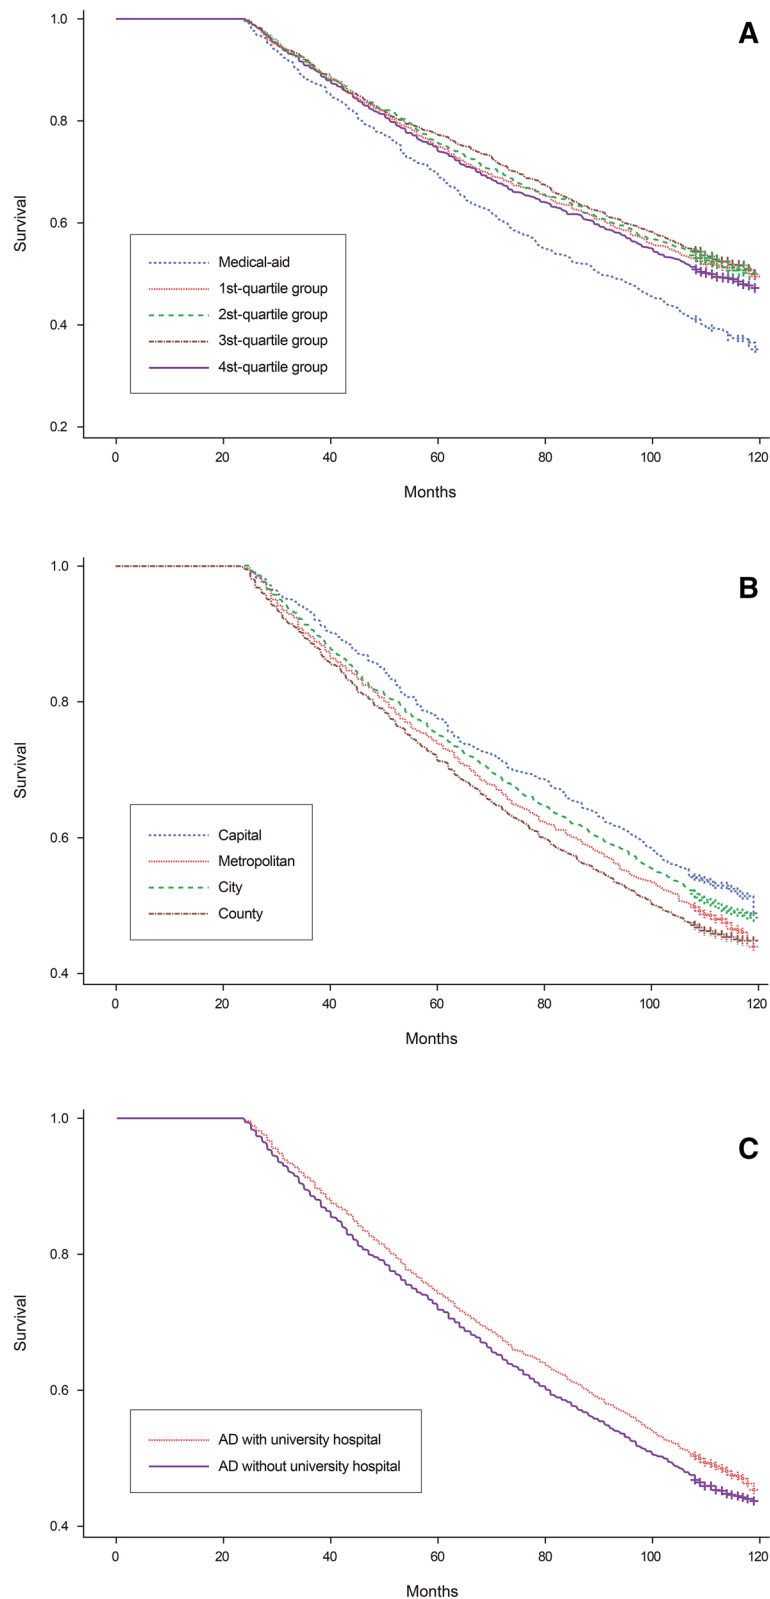 A
1.0
0.8
0.6
0.4
0.2
Survival
Medical-aid
1st-quartile group
2st-quartile group
3st-quartile group
4st-quartile group
0 20 40 60 80 100 120
Months
B
1.0
0.8
0.6
0.4
Survival
Capital
Metropolitan
City
County
0 20 40 60 80 100 120
Months
C
1.0
0.8
0.6
0.4
Survival
AD with university hospital
AD without university hospital
0 20 40 60 80 100 120
Months